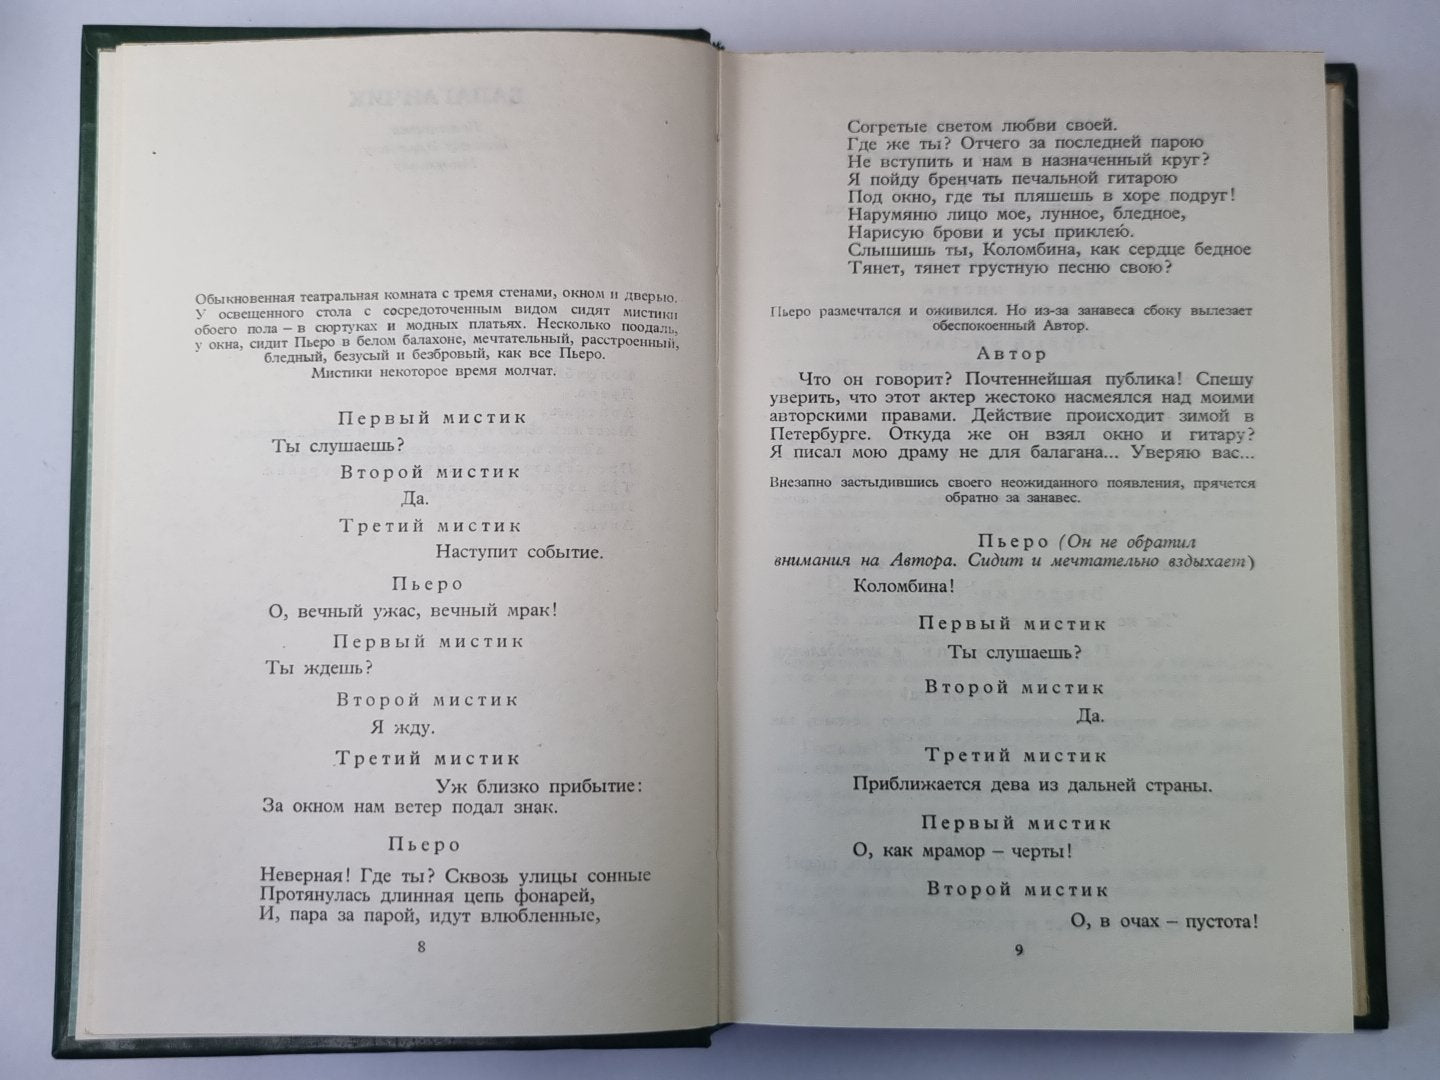 Обыкновенная театральная комната с тремя стенами, окном и дверью.
У освещенного стола с сосредоточенным видом сидят мистики
обоего пола – в сюртуках и модных платьях. Несколько поодаль,
у окна, сидит Пьеро в белом балахоне, мечтательный, расстроенный,
бледный, безусый и безбровый, как все Пьеро.
Мистики некоторое время молчат.
Первый мистик
Ты слушаешь?
Второй мистик
Да.
Третий мистик
Наступит событие.
Пьеро
О, вечный ужас, вечный мрак!
Первый мистик
Ты ждешь?
Второй мистик
Я жду.
Третий мистик
Уж близко прибытие:
За окном нам ветер подал знак.
Пьеро
Неверная! Где ты? Сквозь улицы сонные
Протянулась длинная цепь фонарей,
И, пара за парой, идут влюбленные,
8
Согретые светом любви своей.
Где же ты? Отчего за последней парою
Не вступить и нам в назначенный круг?
Я пойду бренчать печальной гитарою
Под окно, где ты пляшешь в хоре подруг!
Нарумяню лицо мое, лунное, бледное,
Нарисую брови и усы приклею́.
Слышишь ты, Коломбина, как сердце бедное
Тянет, тянет грустную песню свою?
Пьеро размечтался и оживился. Но из-за занавеса сбоку вылезает
обеспокоенный Автор.
Автор
Что он говорит? Почтеннейшая публика! Спешу
уверить, что этот актер жестоко насмеялся над моими
авторскими правами. Действие происходит зимой в
Петербурге. Откуда же он взял окно и гитару?
Я писал мою драму не для балагана... Уверяю вас...
Внезапно застыдившись своего неожиданного появления, прячется
обратно за занавес.
Пьеро (Он не обратил
внимания на Автора. Сидит и мечтательно вздыхает)
Коломбина!
Первый мистик
Ты слушаешь?
Второй мистик
Да.
Третий мистик
Приближается дева из дальней страны.
Первый мистик
О, как мрамор – черты!
Второй мистик
О, в очах – пустота!
9